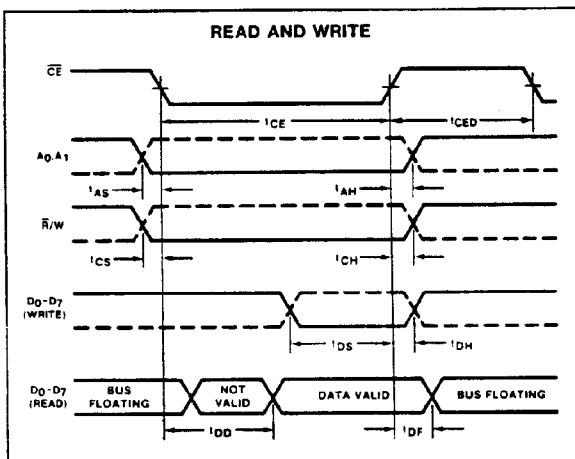 READ AND WRITE
CE
tCE
tCED
A0,A1
tAS
tAH
R/W
tCS
tCH
D0-D7
(WRITE)
tDS
tDH
D0-D7
(READ)
BUS
FLOATING
NOT
VALID
DATA VALID
BUS FLOATING
tDD
tDF